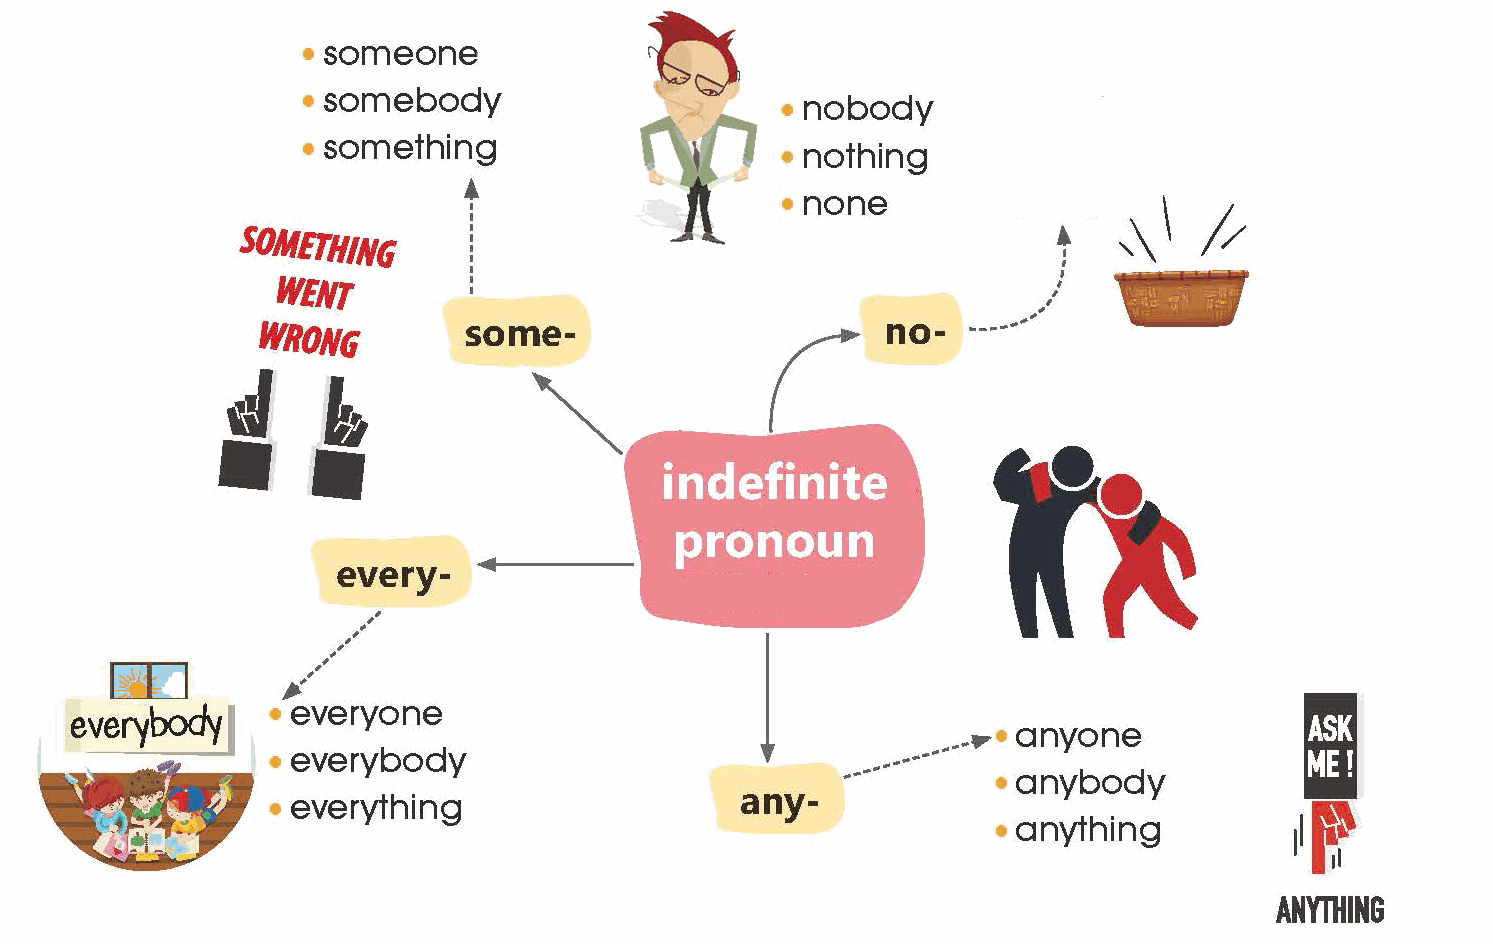 someone
somebody
something
nobody
nothing
none
SOMETHING
WENT
WRONG
some-
no-
indefinite
pronoun
every-
everybody
everyone
everybody
everything
any-
anyone
anybody
anything
ASK
ME !
ANYTHING